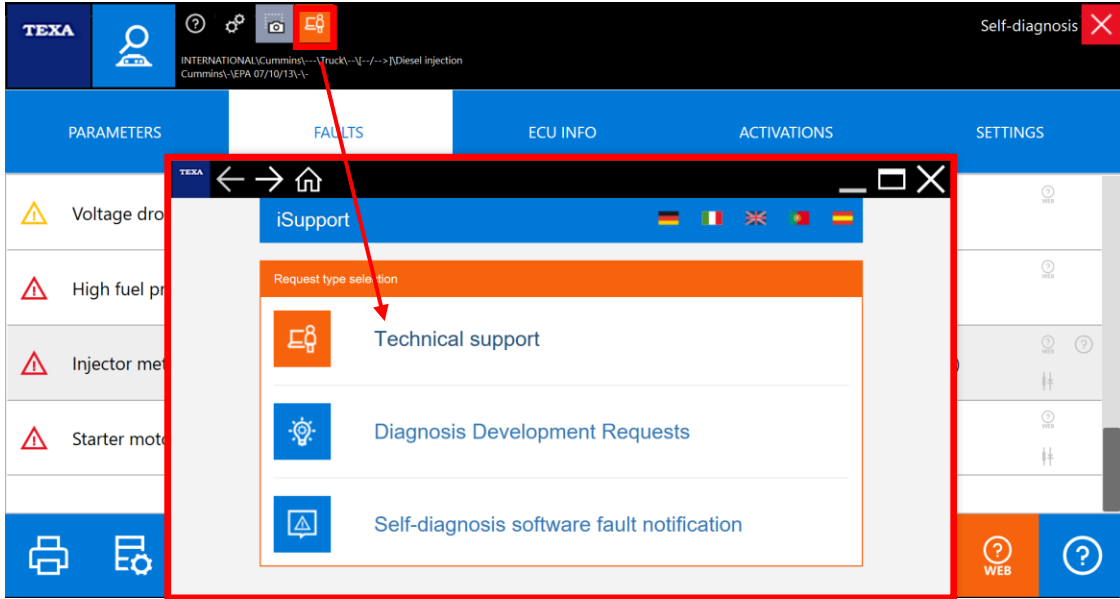 TEXA
Self-diagnosis
INTERNATIONAL\Cummins\---\Truck\--\[--/-->]\Diesel injection
Cummins\-\EPA 07/10/13\-\-
PARAMETERS
FAULTS
ECU INFO
ACTIVATIONS
SETTINGS
TEXA
Voltage dro
WEB
iSupport
High fuel pr
WEB
Request type selection
Technical support
Injector met
)
WEB
Starter moto
WEB
Diagnosis Development Requests
Self-diagnosis software fault notification
WEB